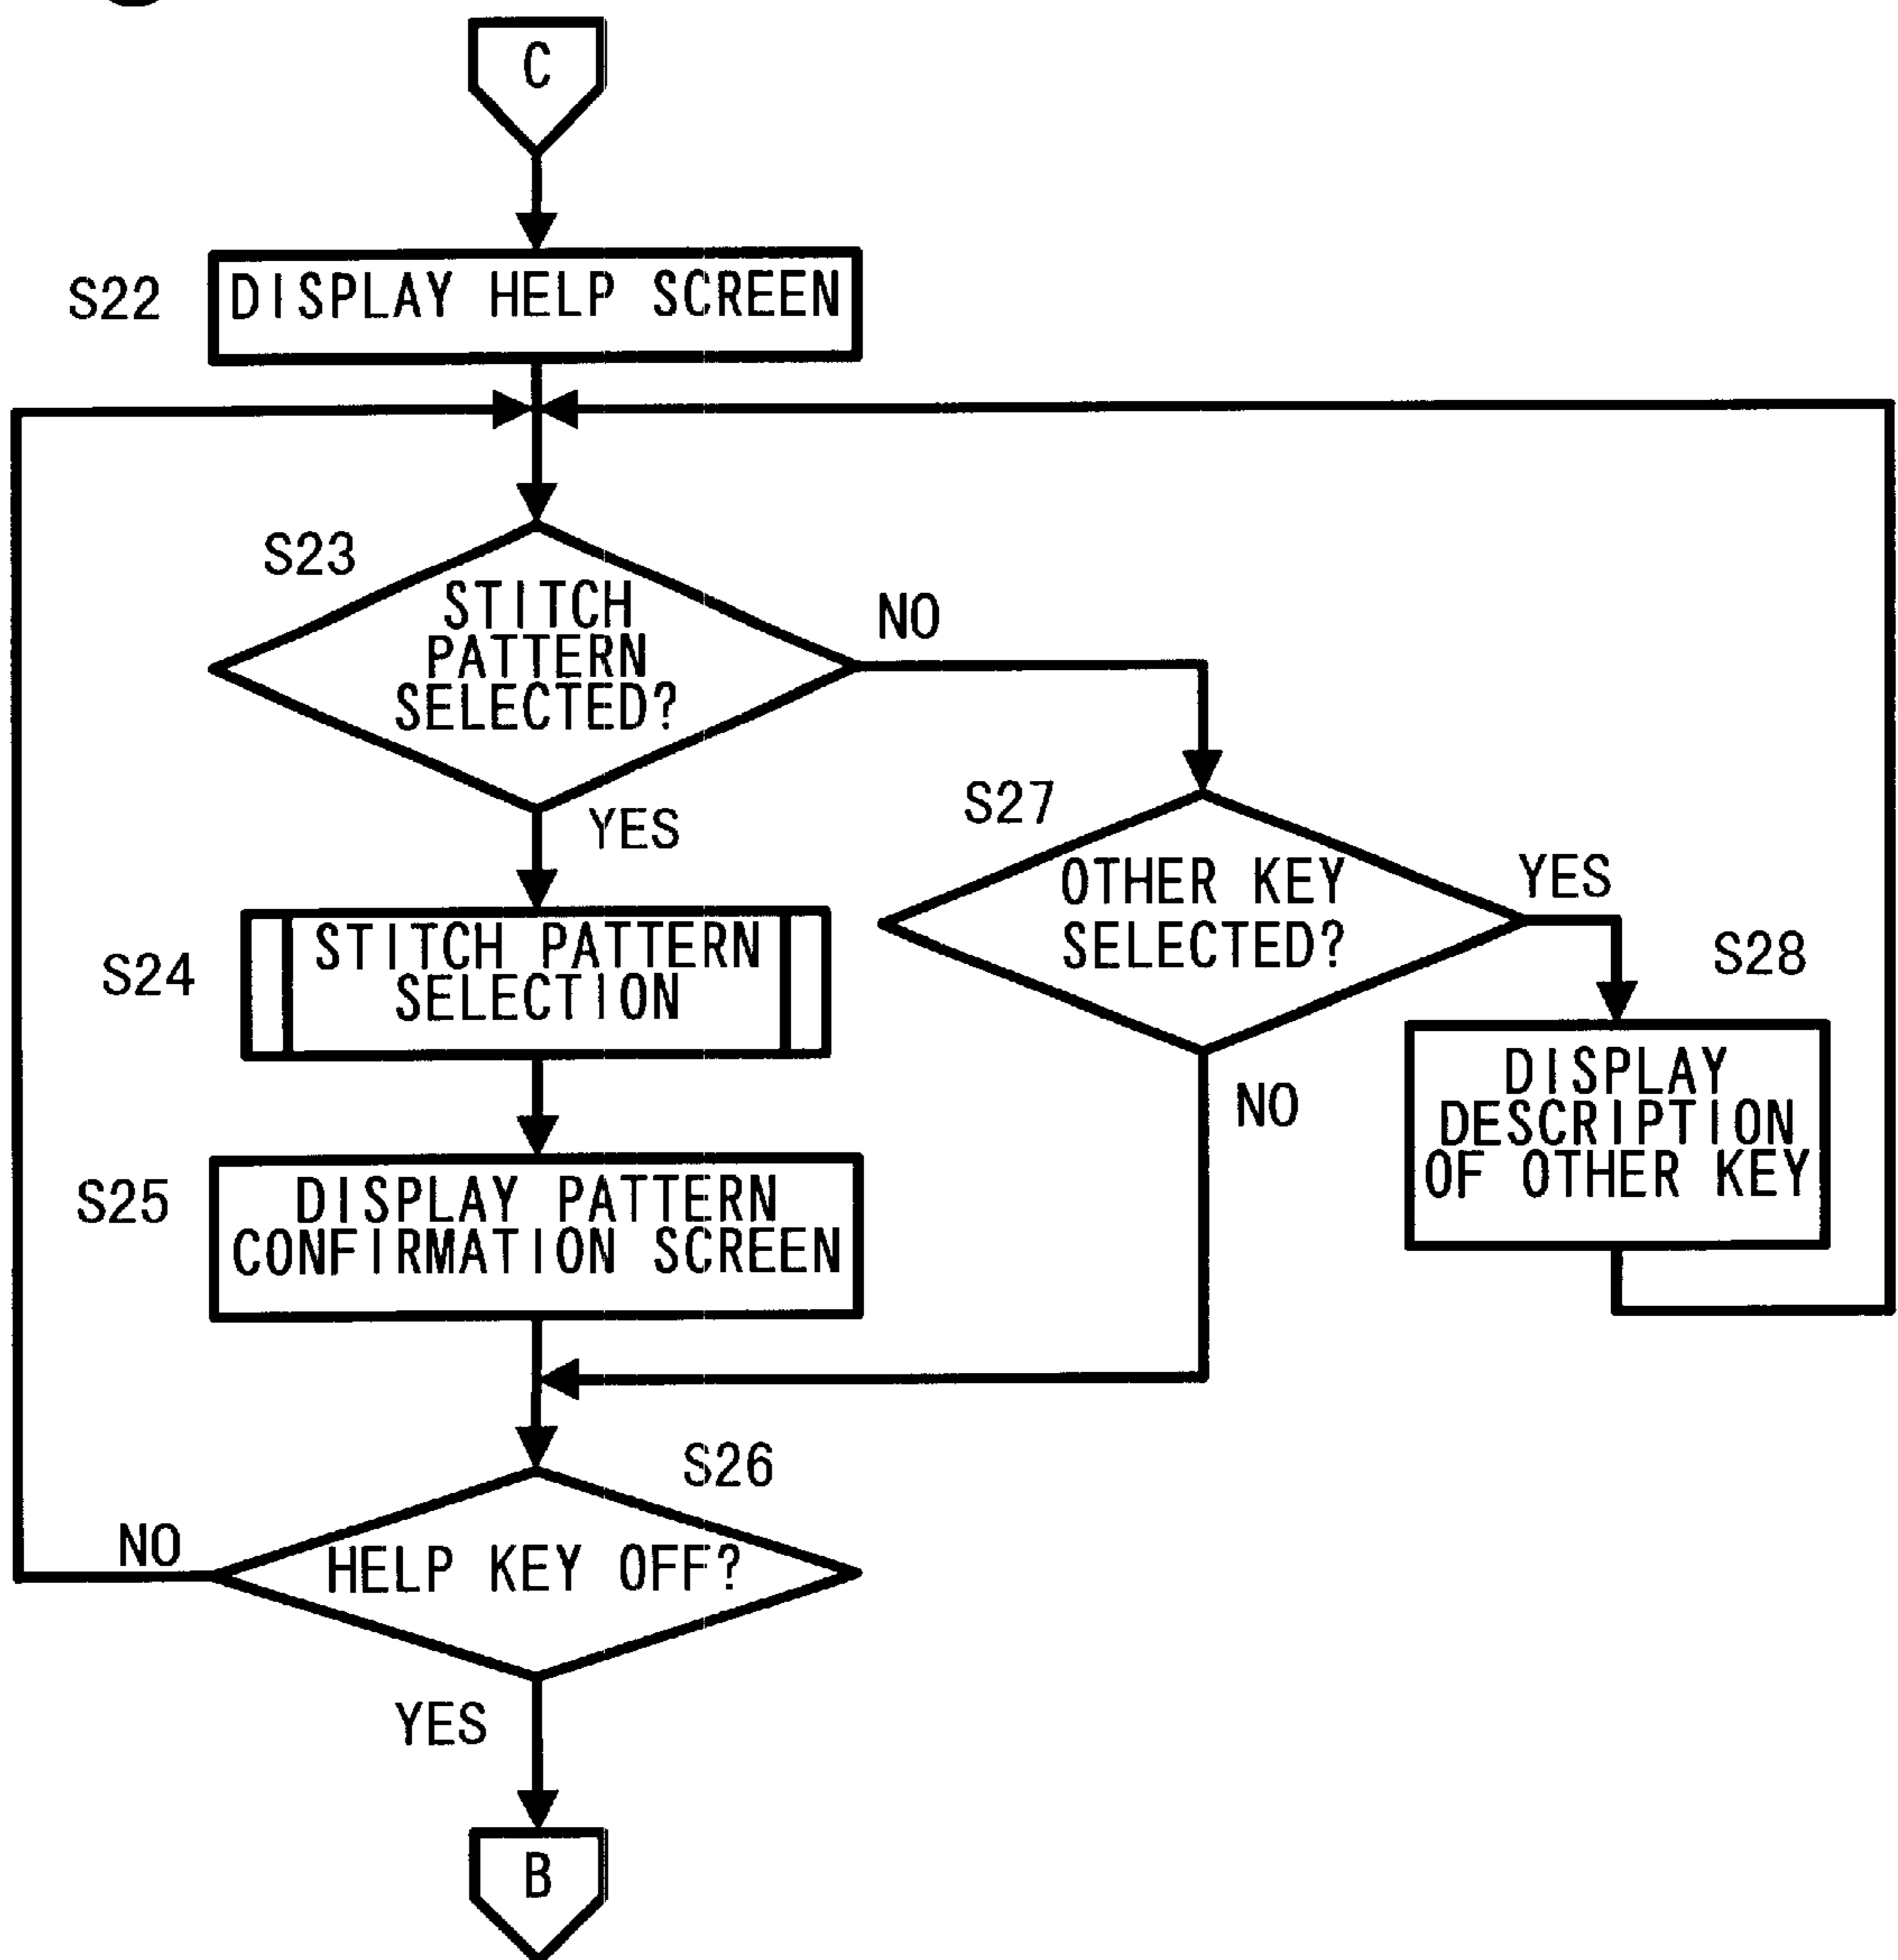 C
S22
DISPLAY HELP SCREEN
S23
STITCH
PATTERN
SELECTED?
NO
YES
S27
OTHER KEY
SELECTED?
YES
NO
S24
STITCH PATTERN
SELECTION
S28
DISPLAY
DESCRIPTION
OF OTHER KEY
S25
DISPLAY PATTERN
CONFIRMATION SCREEN
S26
HELP KEY OFF?
NO
YES
B